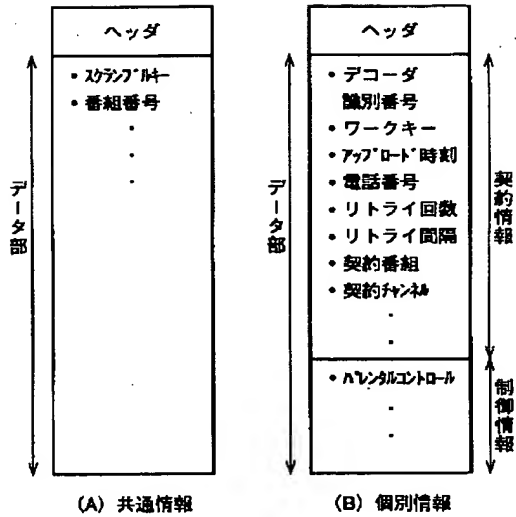 ヘッダ
・スクランブルキー
・番組番号
データ部
(A) 共通情報
ヘッダ
・デコーダ
識別番号
・ワークキー
・アップロード時刻
・電話番号
・リトライ回数
・リトライ間隔
・契約番組
・契約チャンネル
・パレンタルコントロール
データ部
契約情報
制御情報
(B) 個別情報